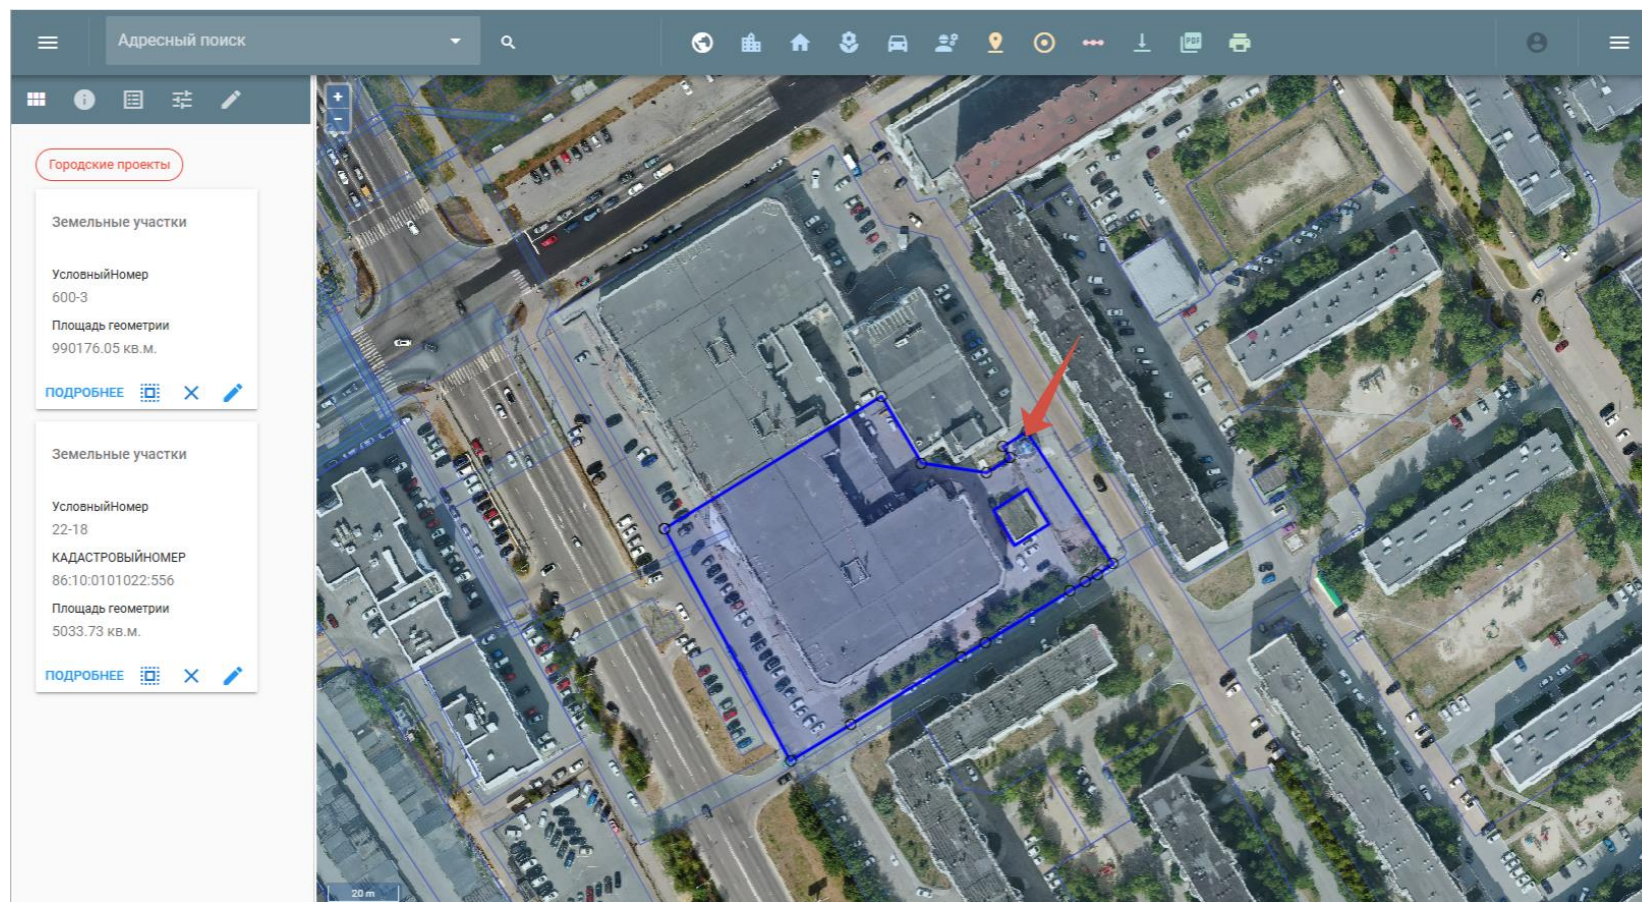 Адресный поиск
PDF
+
-
Городские проекты
Земельные участки
УсловныйНомер
600-3
Площадь геометрии
990176.05 кв.м.
ПОДРОБНЕЕ
Земельные участки
УсловныйНомер
22-18
КАДАСТРОВЫЙНОМЕР
86:10:0101022:556
Площадь геометрии
5033.73 кв.м.
ПОДРОБНЕЕ
20 m